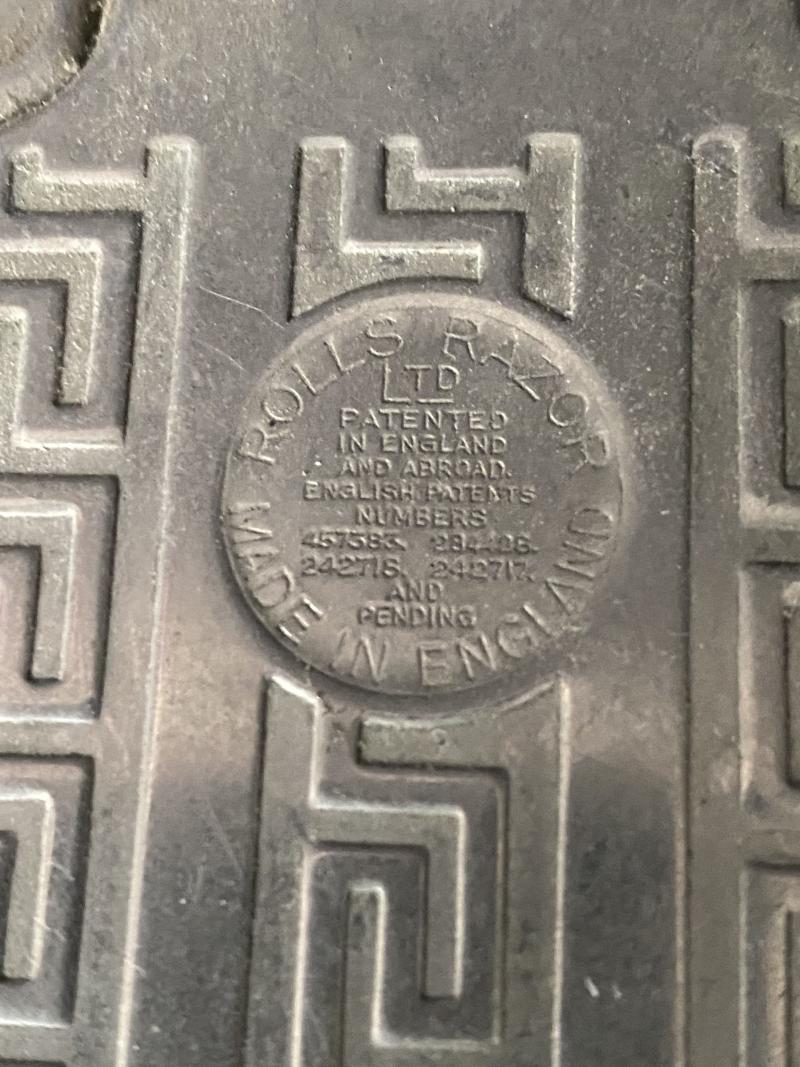 ROLLS RAZOR
LTD
PATENTED
IN ENGLAND
AND ABROAD.
ENGLISH PATENTS
NUMBERS
457383. 284428.
242716. 242717.
AND
PENDING
MADE IN ENGLAND